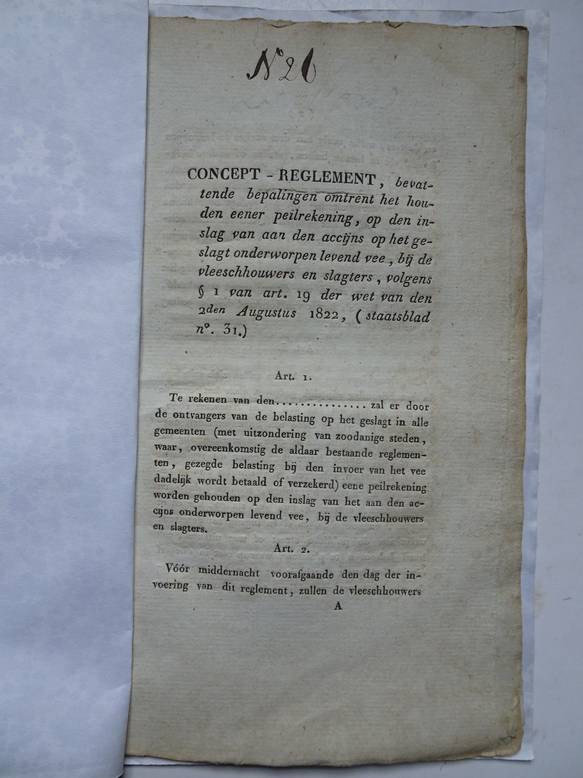 N° 26
CONCEPT - REGLEMENT, bevat-
tende bepalingen omtrent het hou-
den eener peilrekening, op den in-
slag van aan den accijns op het ge-
slagt onderworpen levend vee, bij de
vleeschhouwers en slagters, volgens
§ 1 van art. 19 der wet van den
2den Augustus 1822, (staatsblad
n°. 31.)
Art. 1.
Te rekenen van den............... zal er door
de ontvangers van de belasting op het geslagt in alle
gemeenten (met uitzondering van zoodanige steden,
waar, overeenkomstig de aldaar bestaande reglemen-
ten, gezegde belasting bij den invoer van het vee
dadelijk wordt betaald of verzekerd) eene peilrekening
worden gehouden op den inslag van het aan den ac-
cijns onderworpen levend vee, bij de vleeschhouwers
en slagters.
Art. 2.
Vóór middernacht voorafgaande den dag der in-
voering van dit reglement, zullen de vleeschhouwers
A